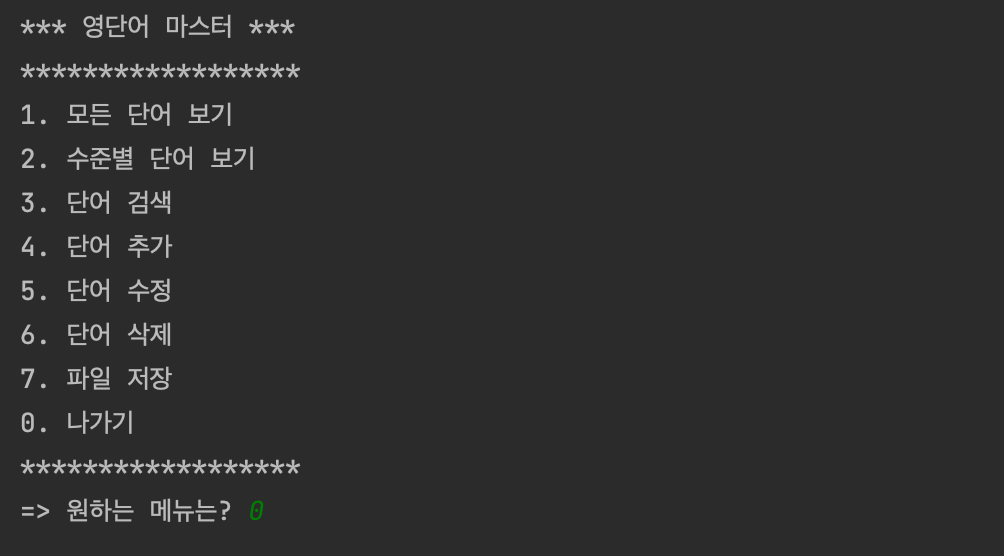 *** 영단어 마스터 ***
******************
1. 모든 단어 보기
2. 수준별 단어 보기
3. 단어 검색
4. 단어 추가
5. 단어 수정
6. 단어 삭제
7. 파일 저장
0. 나가기
******************
=> 원하는 메뉴는? 0